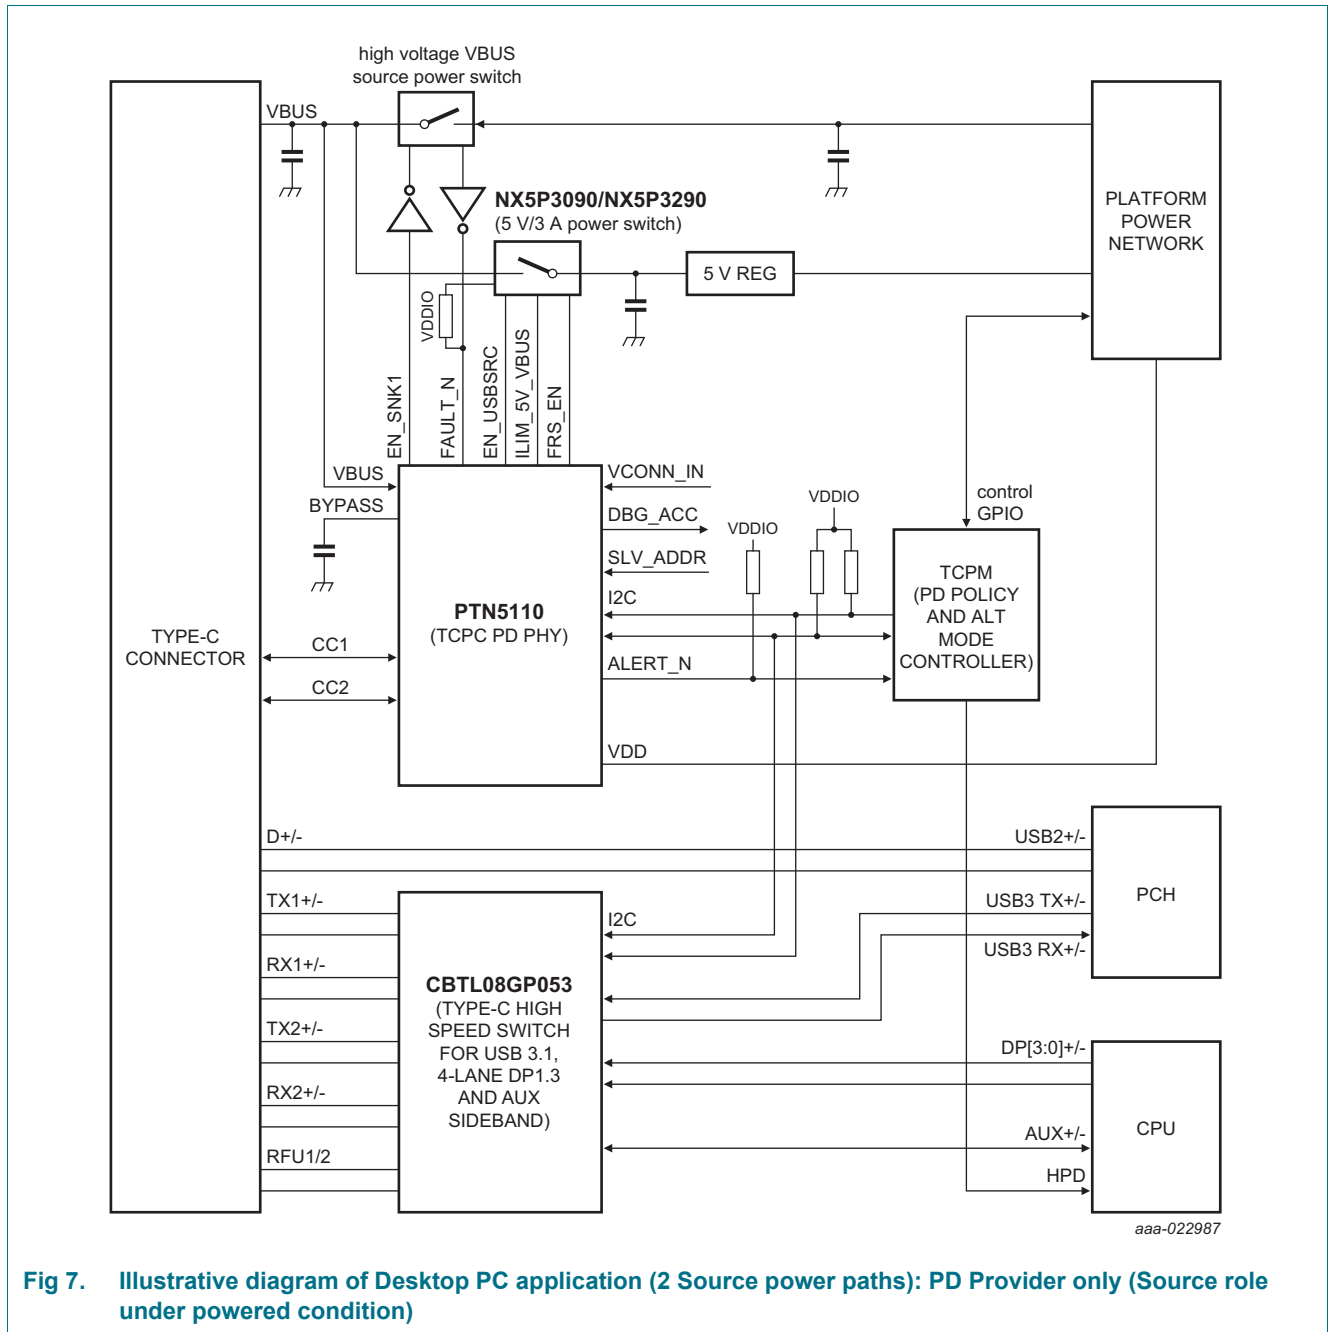 high voltage VBUS
source power switch
VBUS
NX5P3090/NX5P3290
(5 V/3 A power switch)
PLATFORM
POWER
NETWORK
5 V REG
VDDIO
EN_SNK1
FAULT_N
EN_USBSRC
ILIM_5V_VBUS
FRS_EN
VBUS
BYPASS
VCONN_IN
DBG_ACC
SLV_ADDR
I2C
ALERT_N
VDD
VDDIO
VDDIO
control
GPIO
PTN5110
(TCPC PD PHY)
TCPM
(PD POLICY
AND ALT
MODE
CONTROLLER)
TYPE-C
CONNECTOR
CC1
CC2
D+/-
TX1+/-
RX1+/-
TX2+/-
RX2+/-
RFU1/2
I2C
CBTL08GP053
(TYPE-C HIGH
SPEED SWITCH
FOR USB 3.1,
4-LANE DP1.3
AND AUX
SIDEBAND)
USB2+/-
USB3 TX+/-
USB3 RX+/-
PCH
DP[3:0]+/-
AUX+/-
HPD
CPU
aaa-022987
Fig 7. Illustrative diagram of Desktop PC application (2 Source power paths): PD Provider only (Source role
under powered condition)